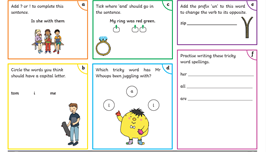 a
Add ? or ! to complete this
sentence.
Is she with them
c
Tick where 'and' should go in
the sentence.
My ring was red green.
e
Add the prefix 'un' to this word
to change the verb to its opposite.
zip
b
Circle the words you think
should have a capital letter.
tom i me
d
Which tricky word has Mr
Whoops been juggling with?
f
Practise writing these tricky
word spellings.
her
all
are